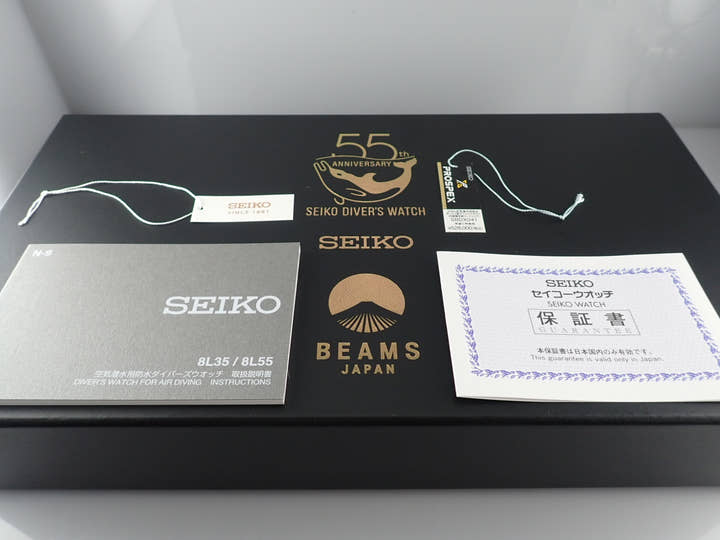 55th
ANNIVERSARY
SEIKO DIVER'S WATCH
SEIKO
BEAMS
JAPAN
SEIKO
SINCE 1881
SEIKO
PROSPEX
N-8
SEIKO
8L35 / 8L55
空気潜水用防水ダイバーズウオッチ 取扱説明書
DIVER'S WATCH FOR AIR DIVING INSTRUCTIONS
SEIKO
セイコーウオッチ
SEIKO WATCH
保証書
GUARANTEE
本保証書は日本国内のみ有効です。
This guarantee is valid only in Japan.